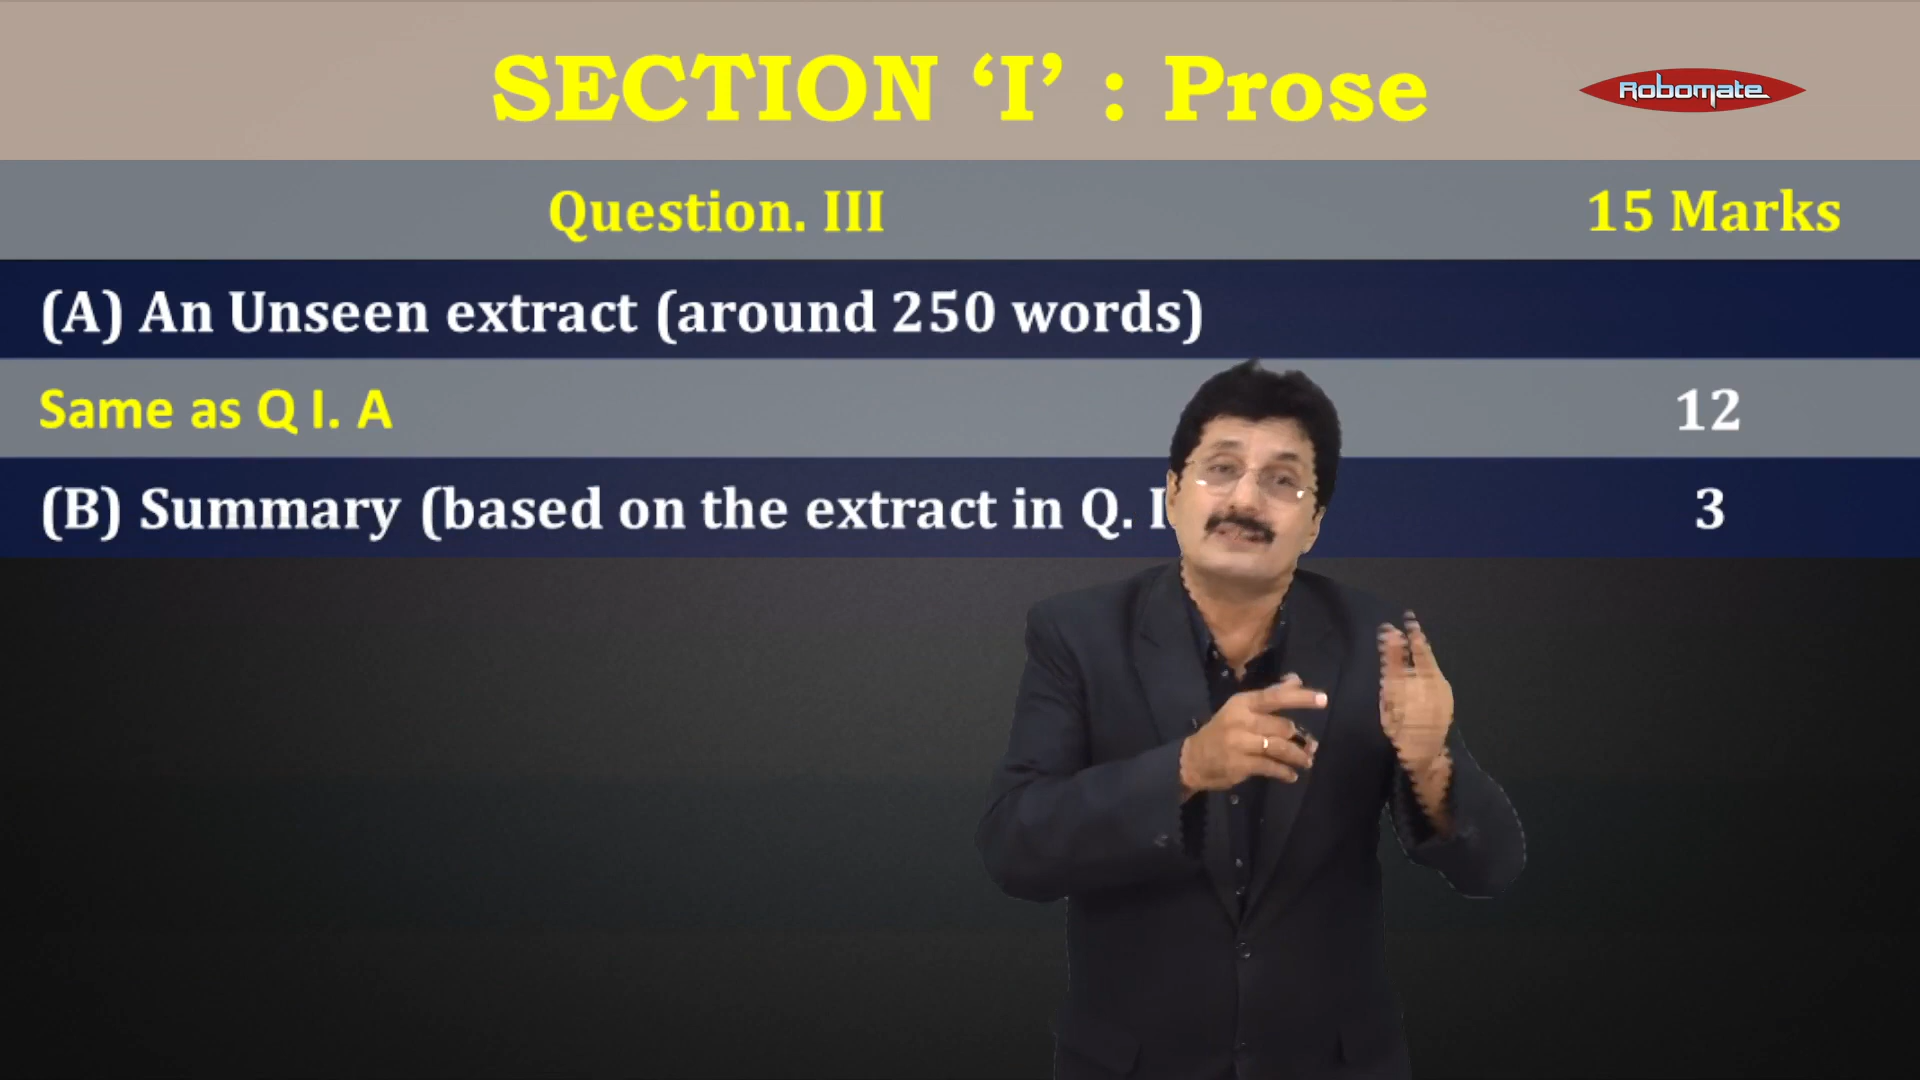 SECTION ‘I’ : Prose
Robomate
Question. III 15 Marks
(A) An Unseen extract (around 250 words)
Same as Q I. A 12
(B) Summary (based on the extract in Q. 3